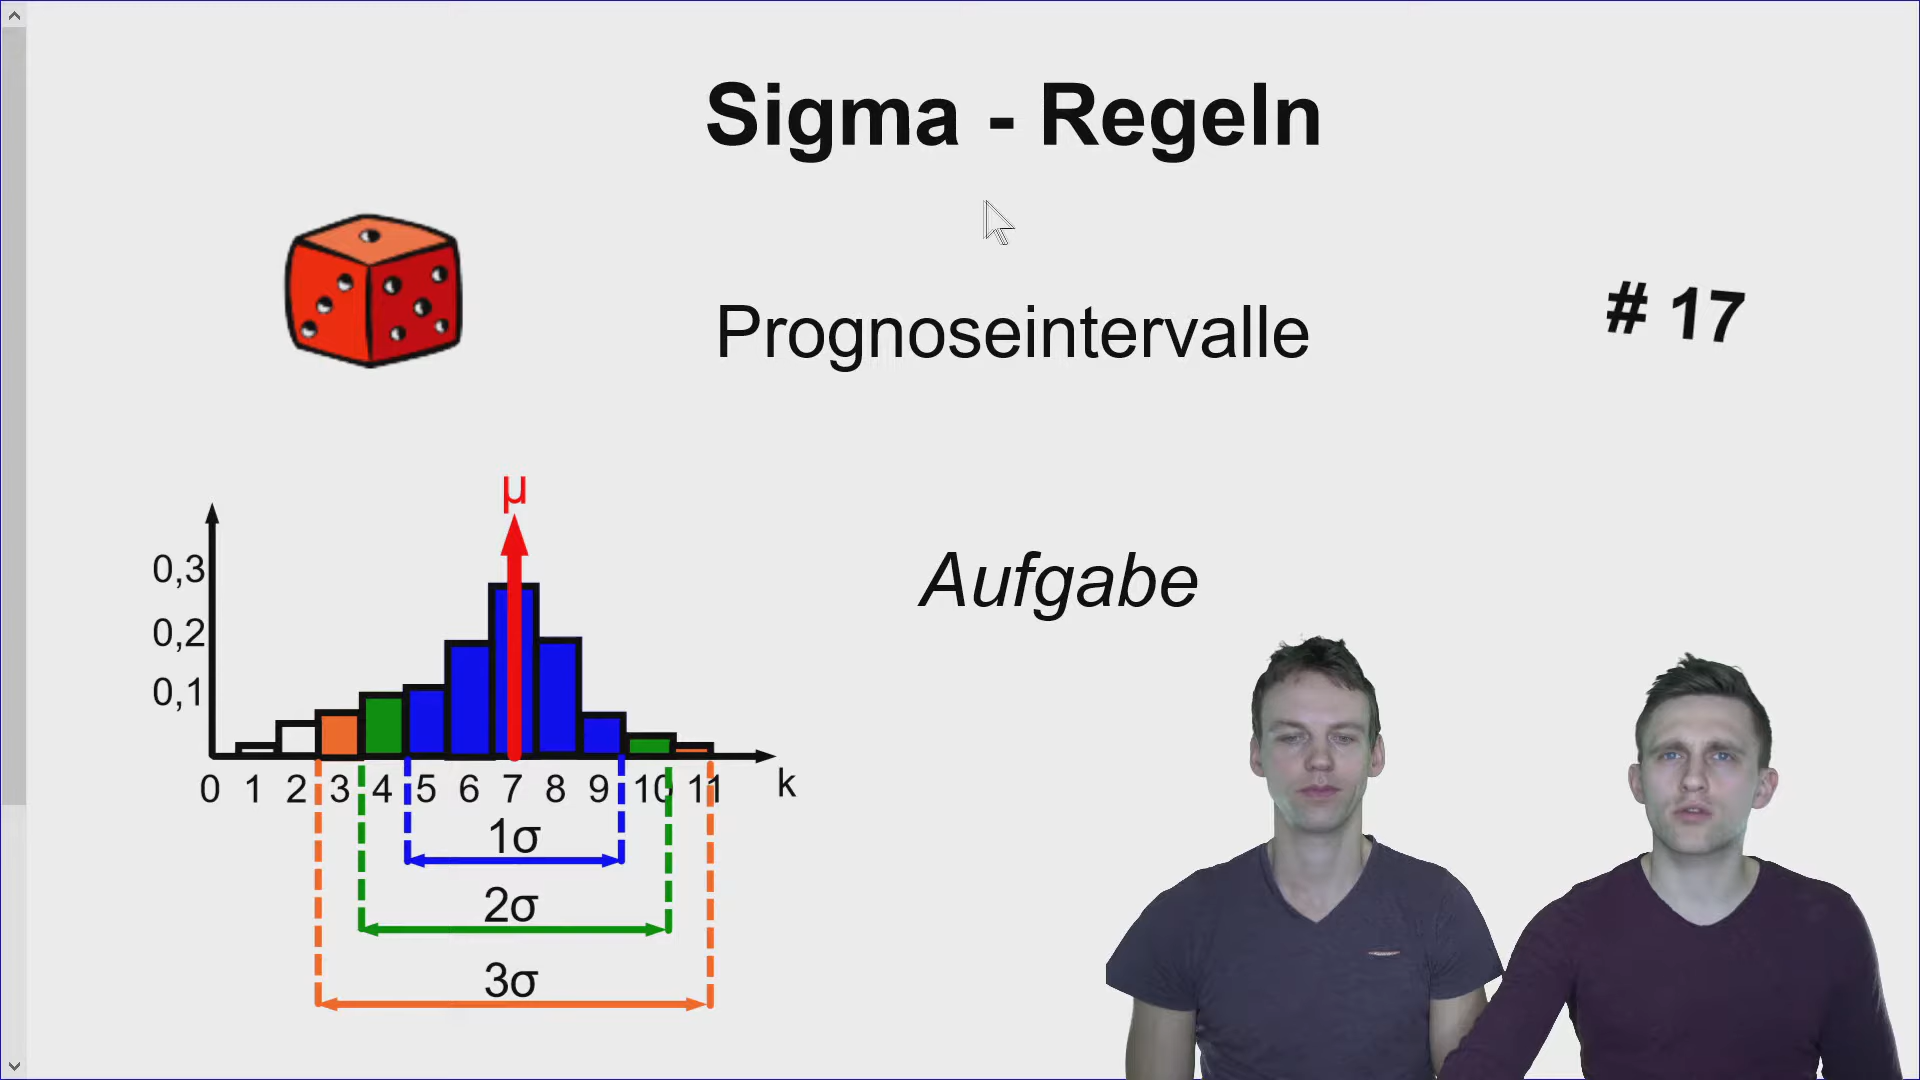 Sigma - Regeln
Prognoseintervalle
# 17
Aufgabe
μ
0,3
0,2
0,1
0 1 2 3 4 5 6 7 8 9 10 11 k
1σ
2σ
3σ